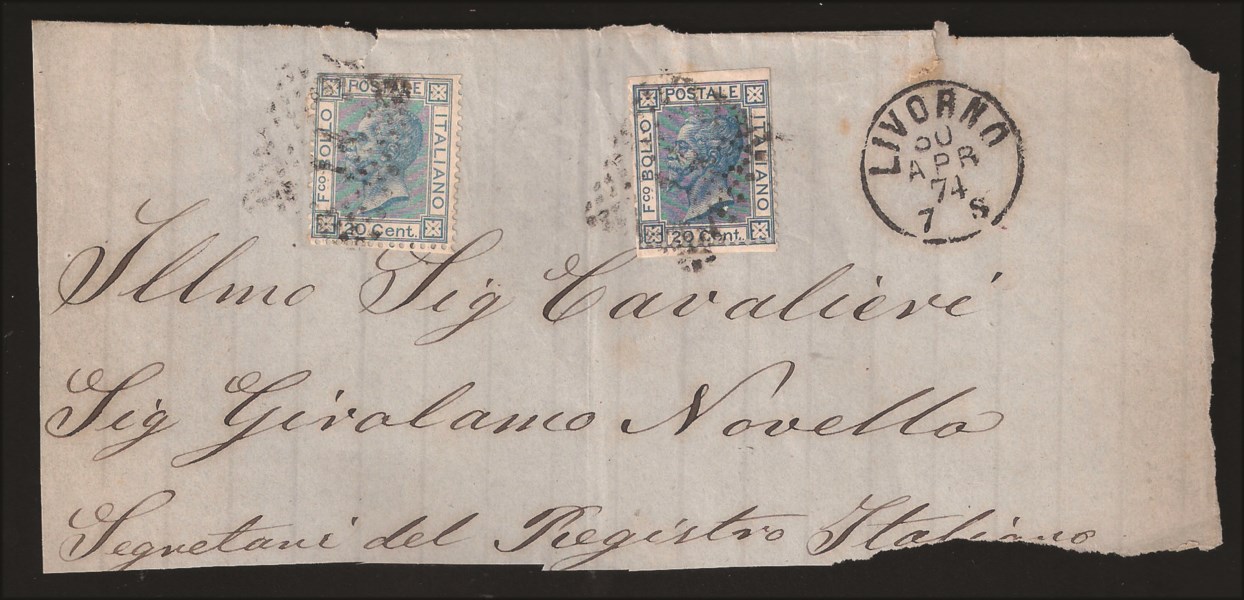 POSTALE
Fco BOLLO
ITALIANO
20 Cent.
POSTALE
Fco BOLLO
ITALIANO
20 Cent.
LIVORNO
30
APR
74
7 S
Illmo Sig Cavalieré
Sig Girolamo Novello
Segretari del Registro Italiano